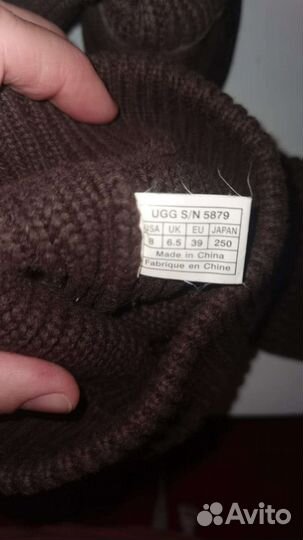 UGG S/N 5879
USA UK EU JAPAN
8 6.5 39 250
Made in China
Fabrique en Chine
Avito